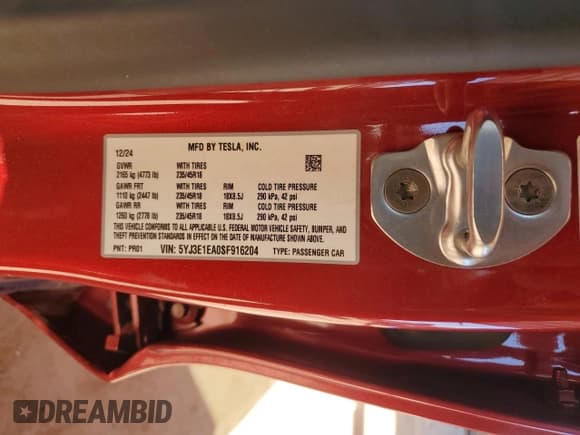 12/24 MFD BY TESLA, INC.
GVWR WITH TIRES
2165 kg (4773 lb) 235/45R18
GAWR FRT WITH TIRES RIM COLD TIRE PRESSURE
1110 kg (2447 lb) 235/45R18 18X8.5J 290 kPa, 42 psi
GAWR RR WITH TIRES RIM COLD TIRE PRESSURE
1260 kg (2778 lb) 235/45R18 18X8.5J 290 kPa, 42 psi
THIS VEHICLE CONFORMS TO ALL APPLICABLE U.S. FEDERAL MOTOR VEHICLE SAFETY, BUMPER, AND
THEFT PREVENTION STANDARDS IN EFFECT ON THE DATE OF MANUFACTURE SHOWN ABOVE.
PNT: PR01 VIN: 5YJ3E1EA0SF916204 TYPE: PASSENGER CAR
DREAMBID